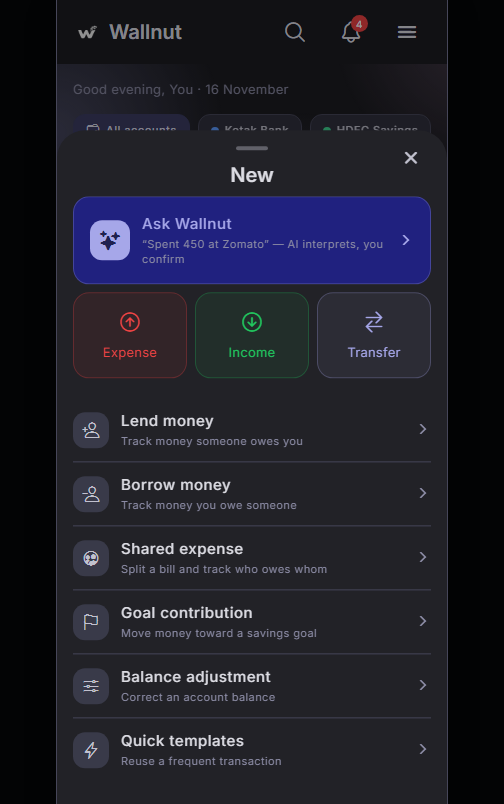 Wallnut
4
Good evening, You · 16 November
All accounts
Kotak Bank
HDFC Savings
New
Ask Wallnut
“Spent 450 at Zomato” — AI interprets, you
confirm
Expense
Income
Transfer
Lend money
Track money someone owes you
Borrow money
Track money you owe someone
Shared expense
Split a bill and track who owes whom
Goal contribution
Move money toward a savings goal
Balance adjustment
Correct an account balance
Quick templates
Reuse a frequent transaction